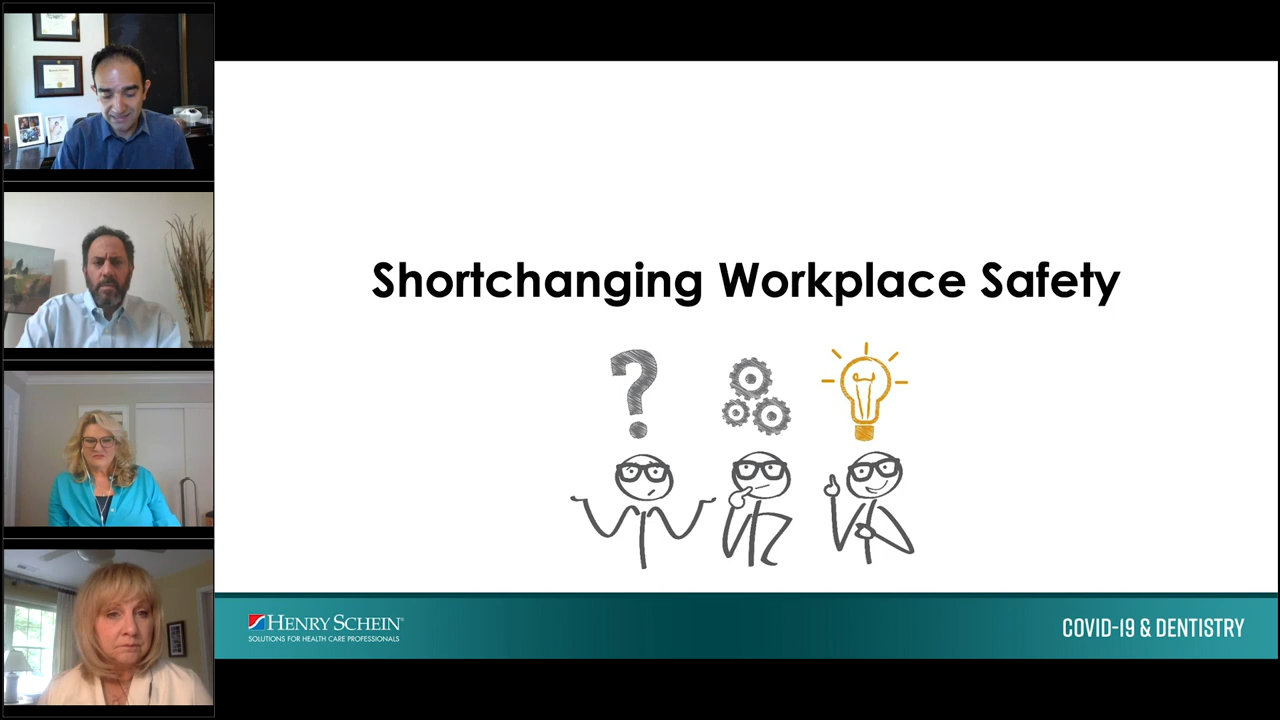 Shortchanging Workplace Safety
?
HENRY SCHEIN®
SOLUTIONS FOR HEALTH CARE PROFESSIONALS
COVID-19 & DENTISTRY